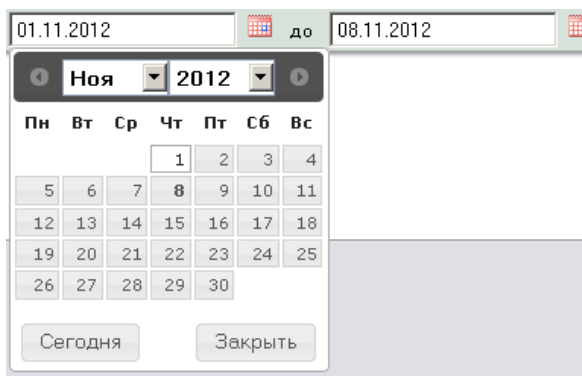 01.11.2012 до 08.11.2012
Ноя 2012
Пн Вт Ср Чт Пт Сб Вс
1 2 3 4
5 6 7 8 9 10 11
12 13 14 15 16 17 18
19 20 21 22 23 24 25
26 27 28 29 30
Сегодня Закрыть